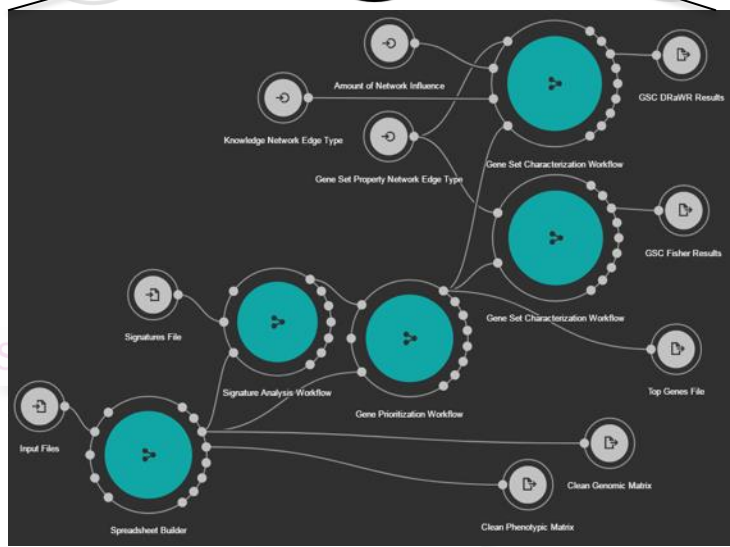 Amount of Network Influence
GSC DRaWR Results
Knowledge Network Edge Type
Gene Set Characterization Workflow
Gene Set Property Network Edge Type
GSC Fisher Results
Signatures File
Gene Set Characterization Workflow
Signature Analysis Workflow
Gene Prioritization Workflow
Top Genes File
Input Files
Clean Genomic Matrix
Clean Phenotypic Matrix
Spreadsheet Builder